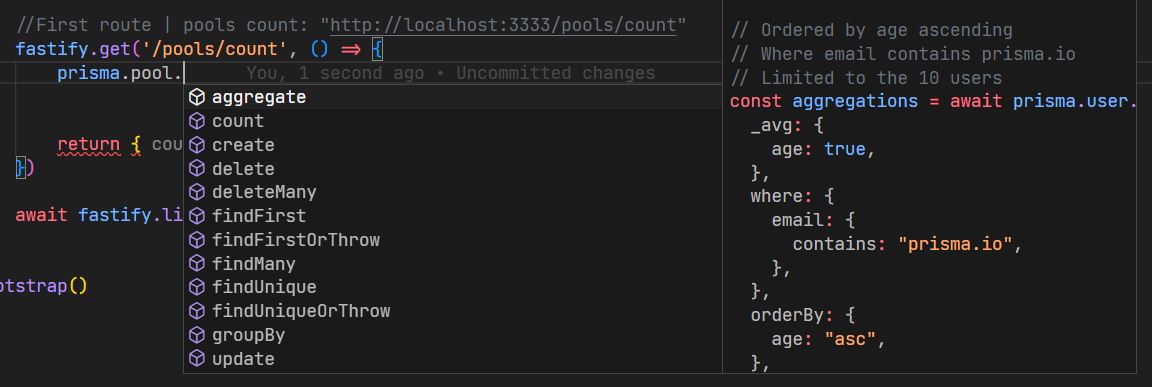 //First route | pools count: "http://localhost:3333/pools/count"
fastify.get('/pools/count', () => {
prisma.pool. You, 1 second ago • Uncommitted changes
return { cou
})
await fastify.li
otstrap()
aggregate
count
create
delete
deleteMany
findFirst
findFirstOrThrow
findMany
findUnique
findUniqueOrThrow
groupBy
update
// Ordered by age ascending
// Where email contains prisma.io
// Limited to the 10 users
const aggregations = await prisma.user.
_avg: {
age: true,
},
where: {
email: {
contains: "prisma.io",
},
},
orderBy: {
age: "asc",
},